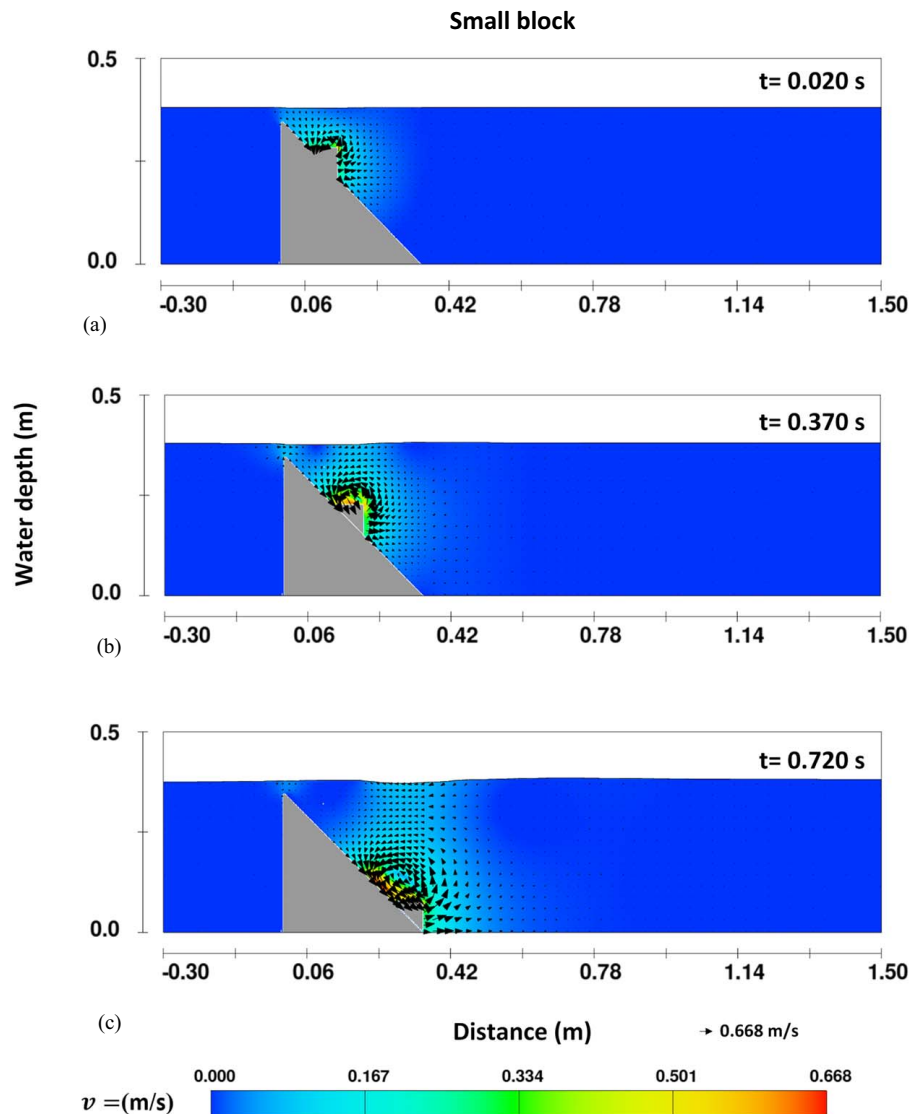 Small block
0.5
t= 0.020 s
0.0
-0.30 0.06 0.42 0.78 1.14 1.50
(a)
0.5
t= 0.370 s
Water depth (m)
0.0
-0.30 0.06 0.42 0.78 1.14 1.50
(b)
0.5
t= 0.720 s
0.0
-0.30 0.06 0.42 0.78 1.14 1.50
(c)
Distance (m)
0.668 m/s
0.000 0.167 0.334 0.501 0.668
v =(m/s)